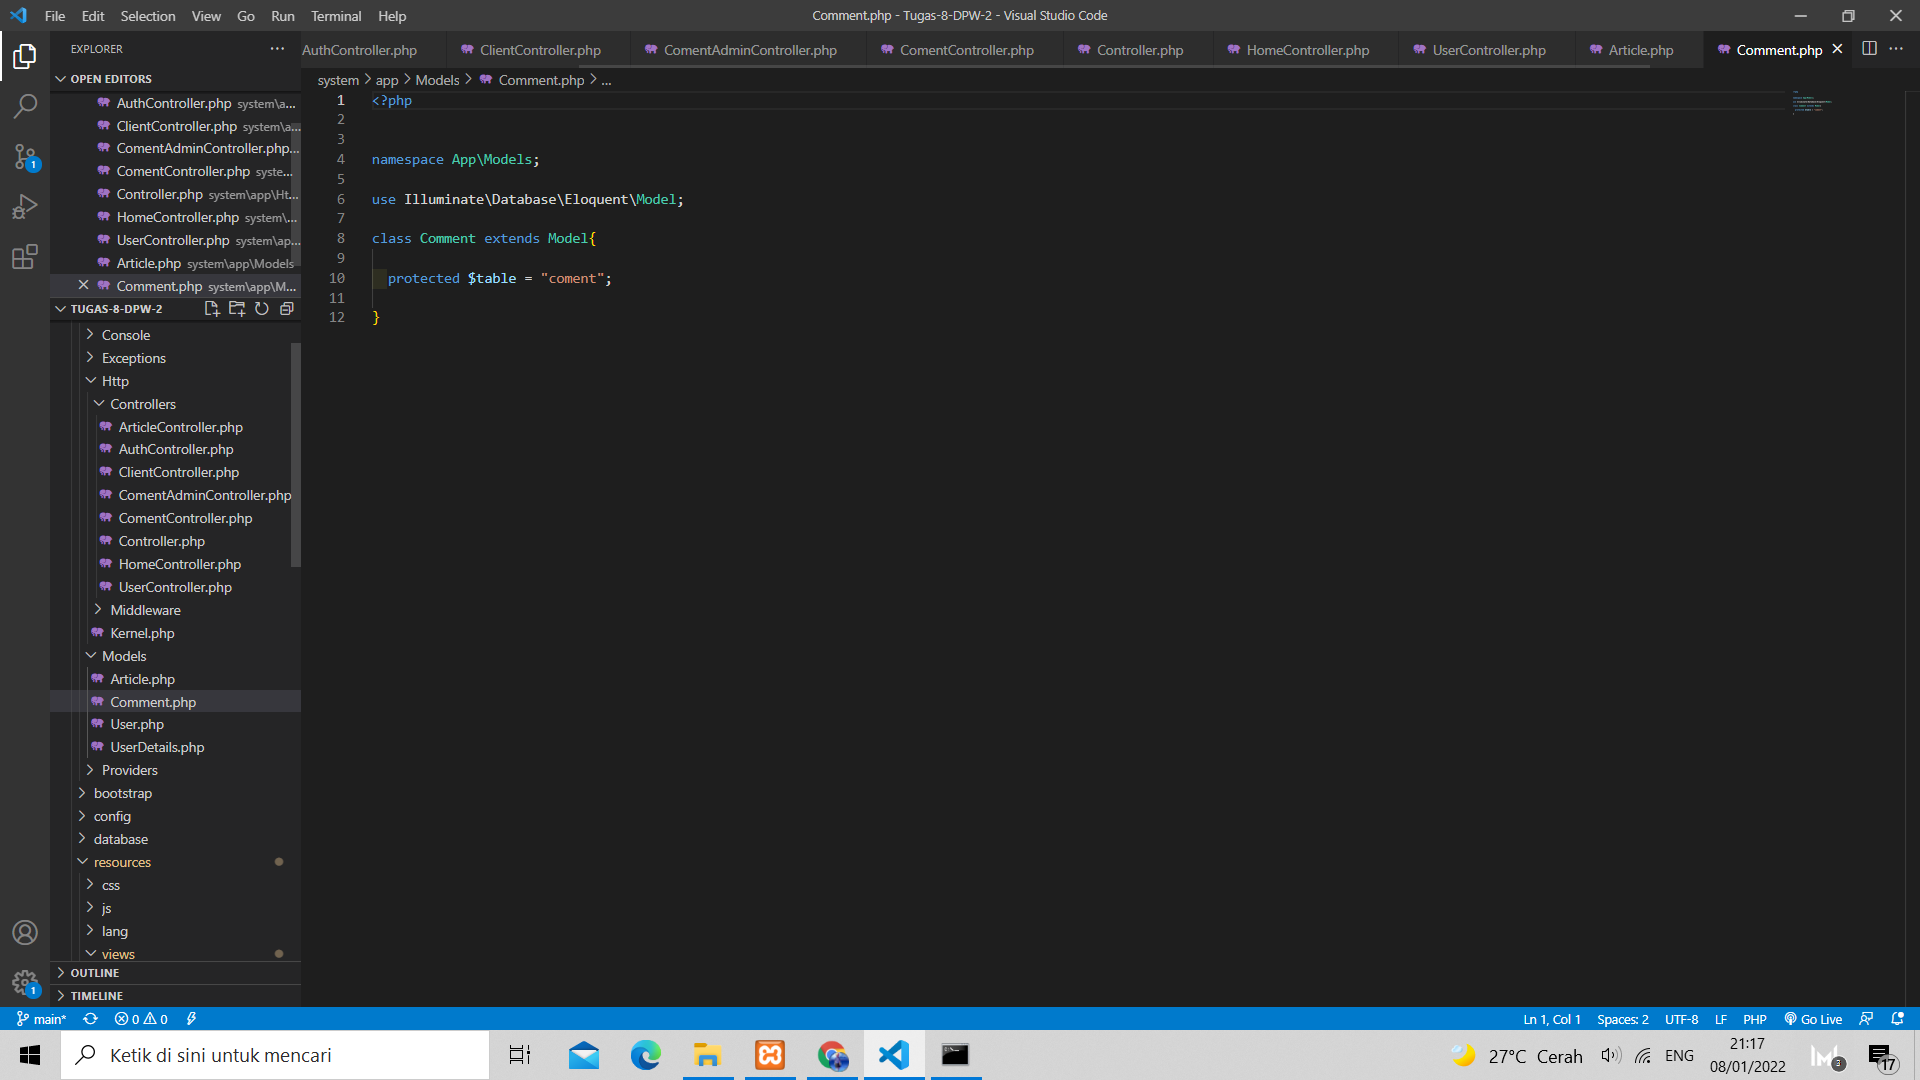 File Edit Selection View Go Run Terminal Help
Comment.php - Tugas-8-DPW-2 - Visual Studio Code
EXPLORER
AuthController.php ClientController.php ComentAdminController.php ComentController.php Controller.php HomeController.php UserController.php Article.php Comment.php
OPEN EDITORS
AuthController.php system\a...
ClientController.php system\a...
ComentAdminController.php...
ComentController.php syste...
Controller.php system\app\Ht...
HomeController.php system\...
UserController.php system\ap...
Article.php system\app\Models
Comment.php system\app\M...
TUGAS-8-DPW-2
Console
Exceptions
Http
Controllers
ArticleController.php
AuthController.php
ClientController.php
ComentAdminController.php
ComentController.php
Controller.php
HomeController.php
UserController.php
Middleware
Kernel.php
Models
Article.php
Comment.php
User.php
UserDetails.php
Providers
bootstrap
config
database
resources
css
js
lang
views
OUTLINE
TIMELINE
1
1
system > app > Models > Comment.php > ...
1 <?php
2
3
4 namespace App\Models;
5
6 use Illuminate\Database\Eloquent\Model;
7
8 class Comment extends Model{
9
10 protected $table = "coment";
11
12 }
main* 0 0
Ln 1, Col 1 Spaces: 2 UTF-8 LF PHP Go Live
Ketik di sini untuk mencari
27°C Cerah ENG
21:17
08/01/2022
3
17